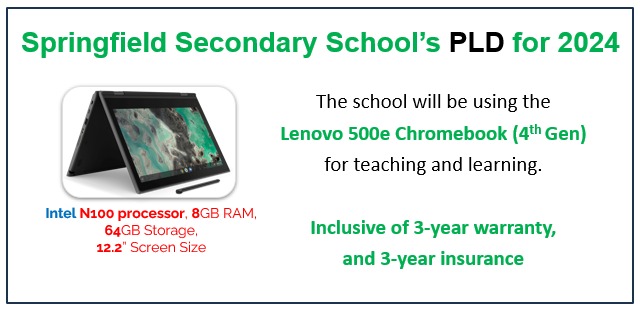 Springfield Secondary School’s PLD for 2024
The school will be using the
Lenovo 500e Chromebook (4th Gen)
for teaching and learning.
Intel N100 processor, 8GB RAM,
64GB Storage,
12.2” Screen Size
Inclusive of 3-year warranty,
and 3-year insurance